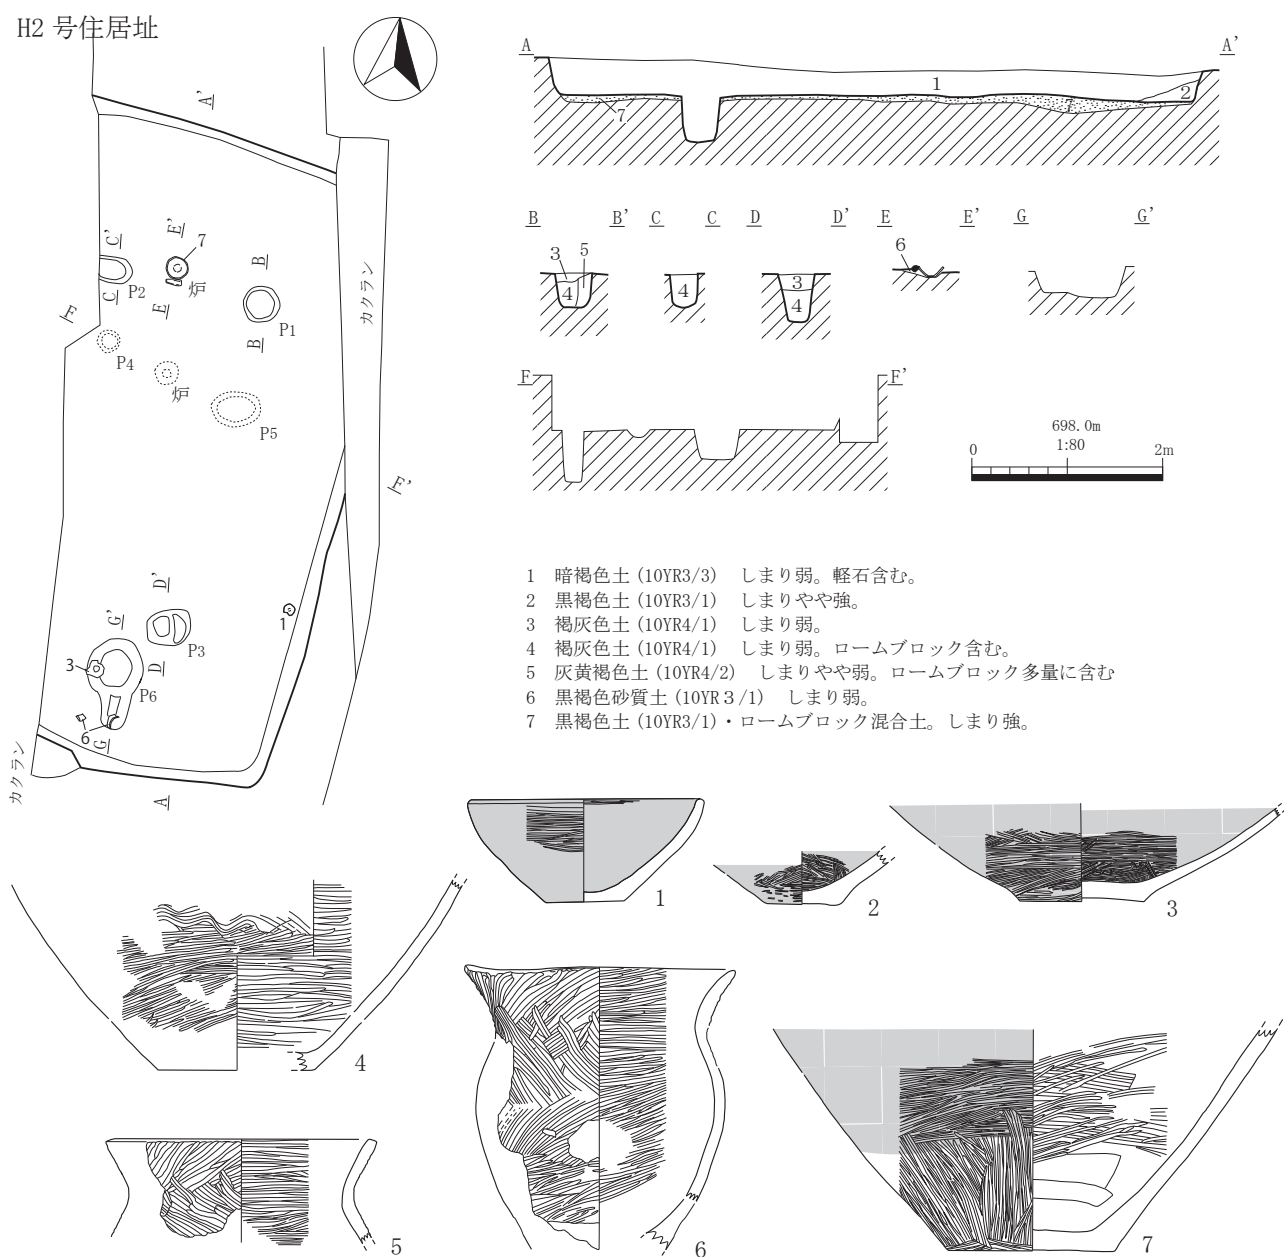 H2 号住居址
A'
E'
C'
7
B
C
P2
炉
E
P1
B
F
P4
炉
P5
カクラン
F'
D'
G'
1
3
D
P3
P6
6
G
カクラン
A
A
A'
1
2
7
B
B'
C
C
D
D'
E
E'
G
G'
3
5
4
4
3
4
6
F
F'
698.0m
1:80
0
2m
1 暗褐色土 (10YR3/3) しまり弱。軽石含む。
2 黒褐色土 (10YR3/1) しまりやや強。
3 褐灰色土 (10YR4/1) しまり弱。
4 褐灰色土 (10YR4/1) しまり弱。ロームブロック含む。
5 灰黄褐色土 (10YR4/2) しまりやや弱。ロームブロック多量に含む
6 黒褐色砂質土 (10YR３/1) しまり弱。
7 黒褐色土 (10YR3/1)・ロームブロック混合土。しまり強。
1
2
3
4
5
6
7